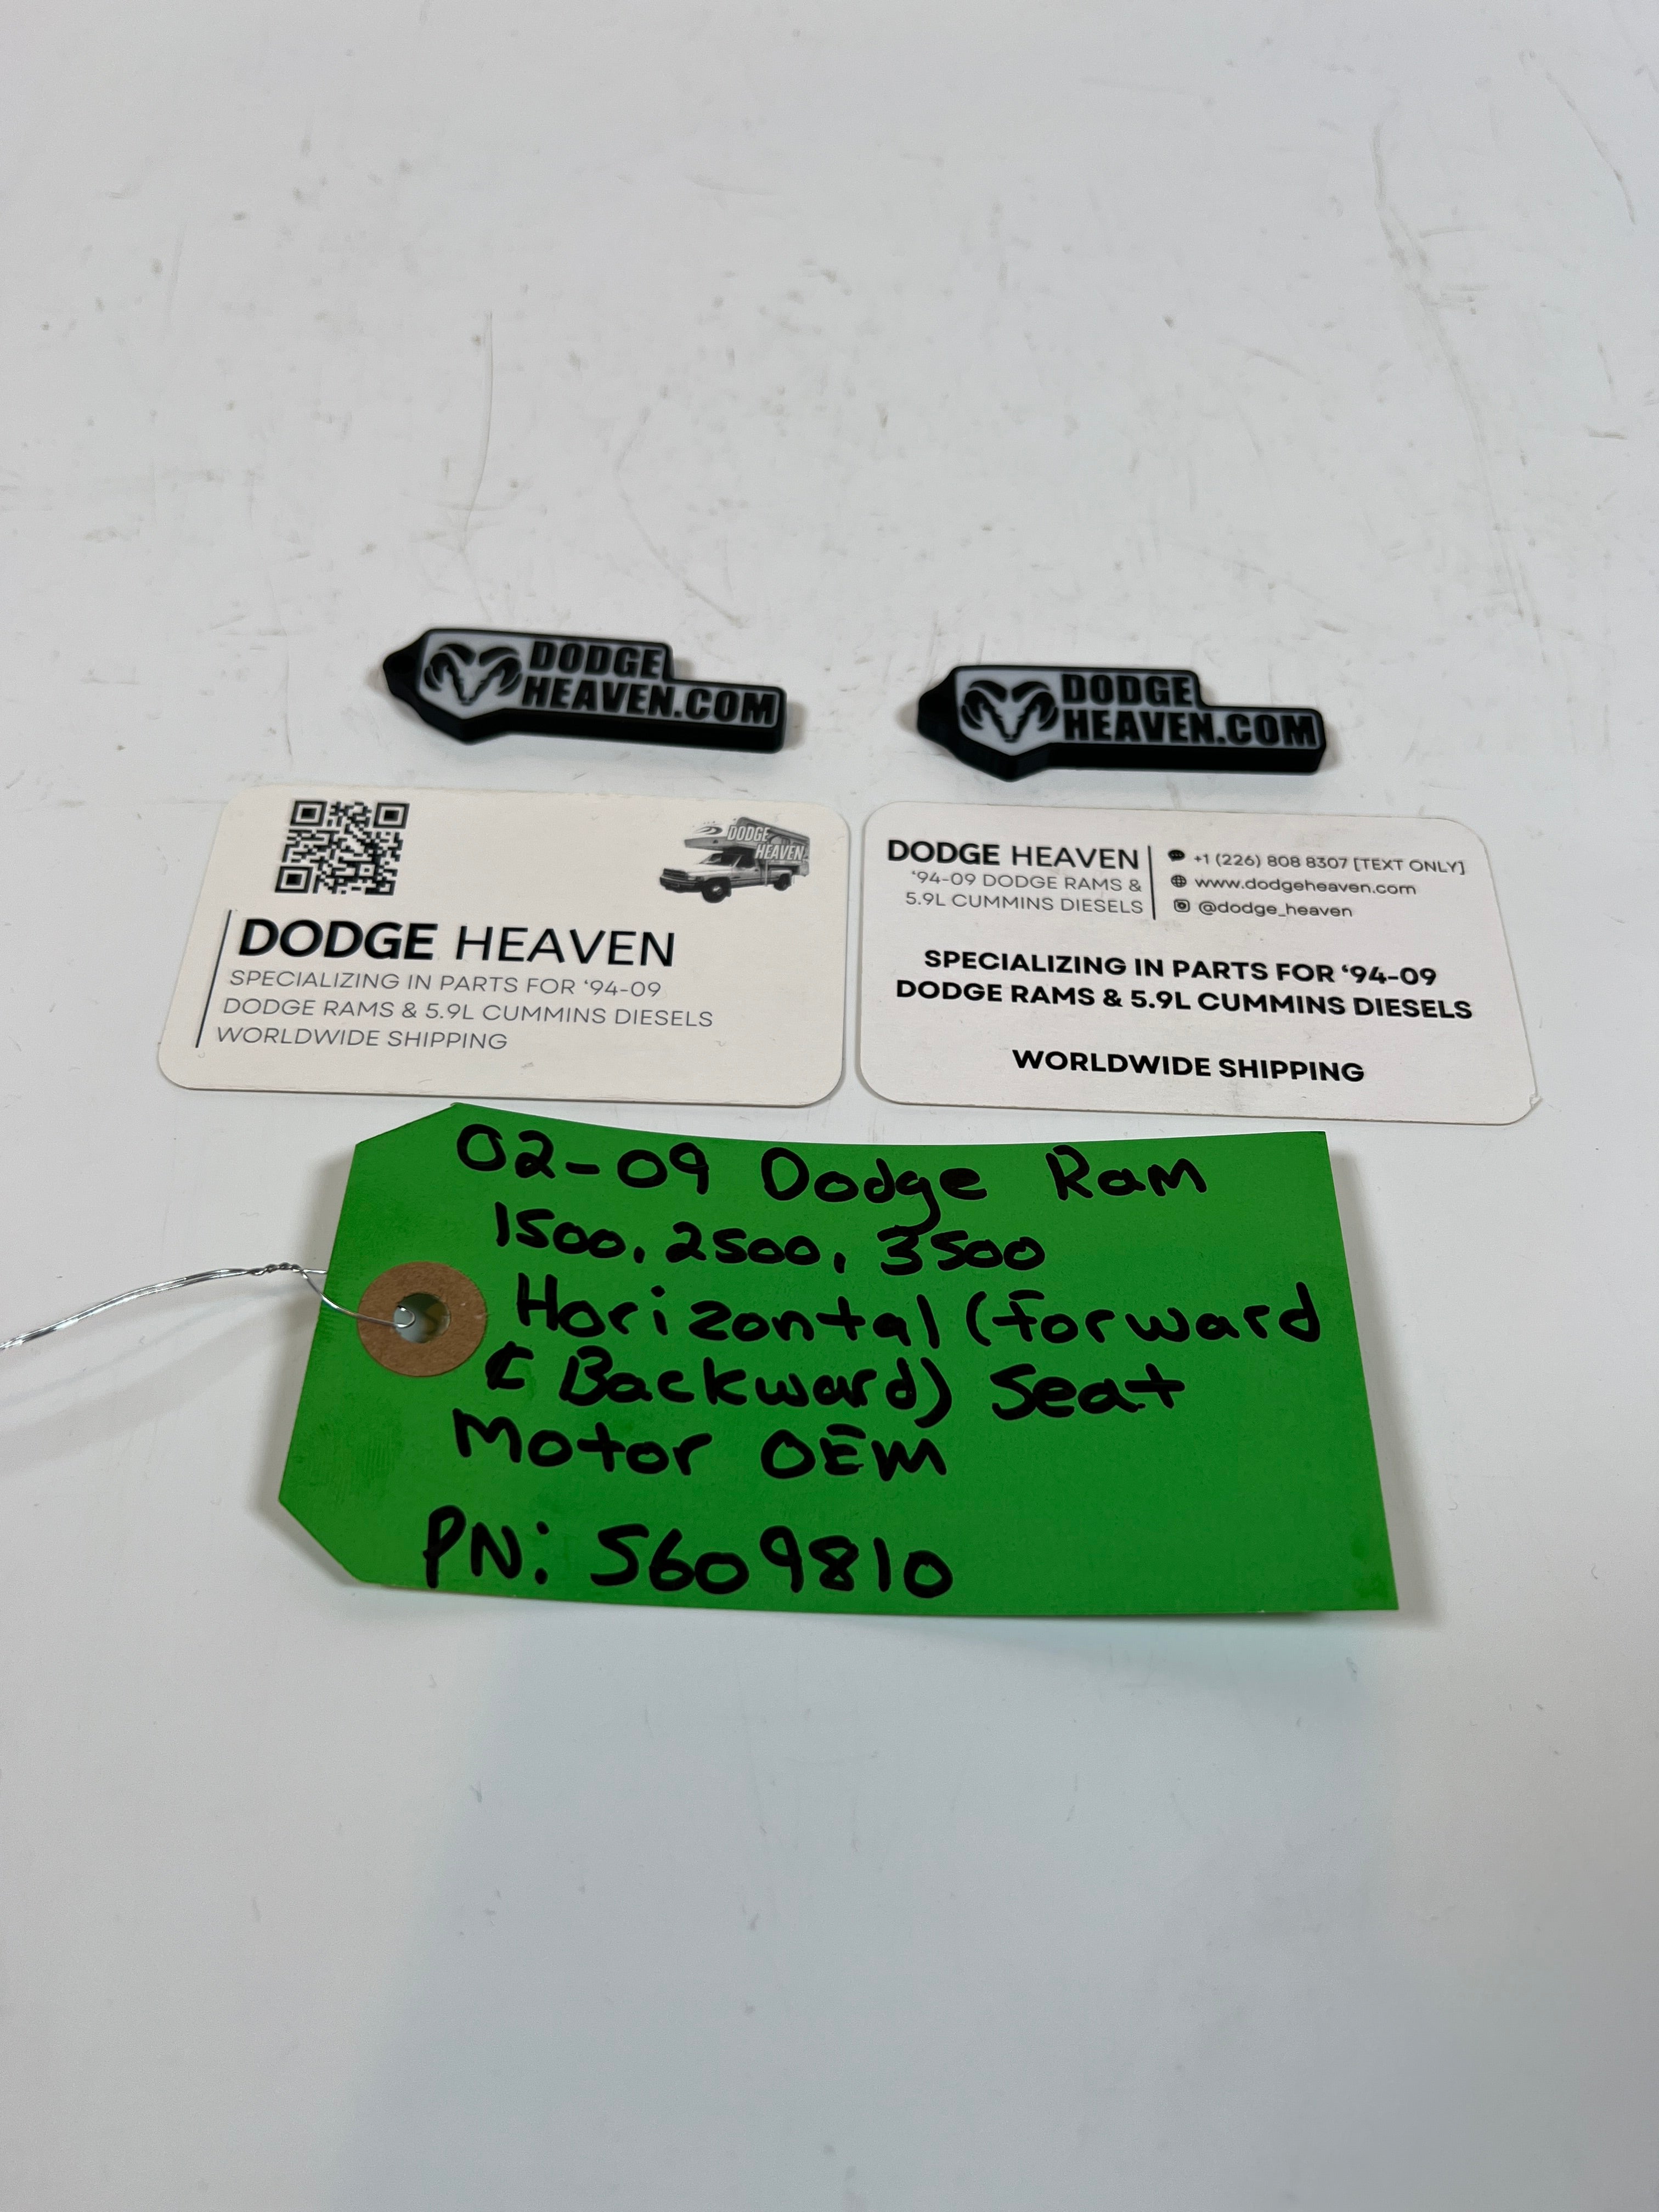 DODGE
HEAVEN.COM
DODGE
HEAVEN.COM
DODGE
HEAVEN
DODGE HEAVEN
SPECIALIZING IN PARTS FOR ‘94-09
DODGE RAMS & 5.9L CUMMINS DIESELS
WORLDWIDE SHIPPING
DODGE HEAVEN
‘94-09 DODGE RAMS &
5.9L CUMMINS DIESELS
+1 (226) 808 8307 [TEXT ONLY]
www.dodgeheaven.com
@dodge_heaven
SPECIALIZING IN PARTS FOR ‘94-09
DODGE RAMS & 5.9L CUMMINS DIESELS
WORLDWIDE SHIPPING
02-09 Dodge Ram
1500, 2500, 3500
Horizontal (Forward
& Backward) Seat
Motor OEM
PN: 5609810